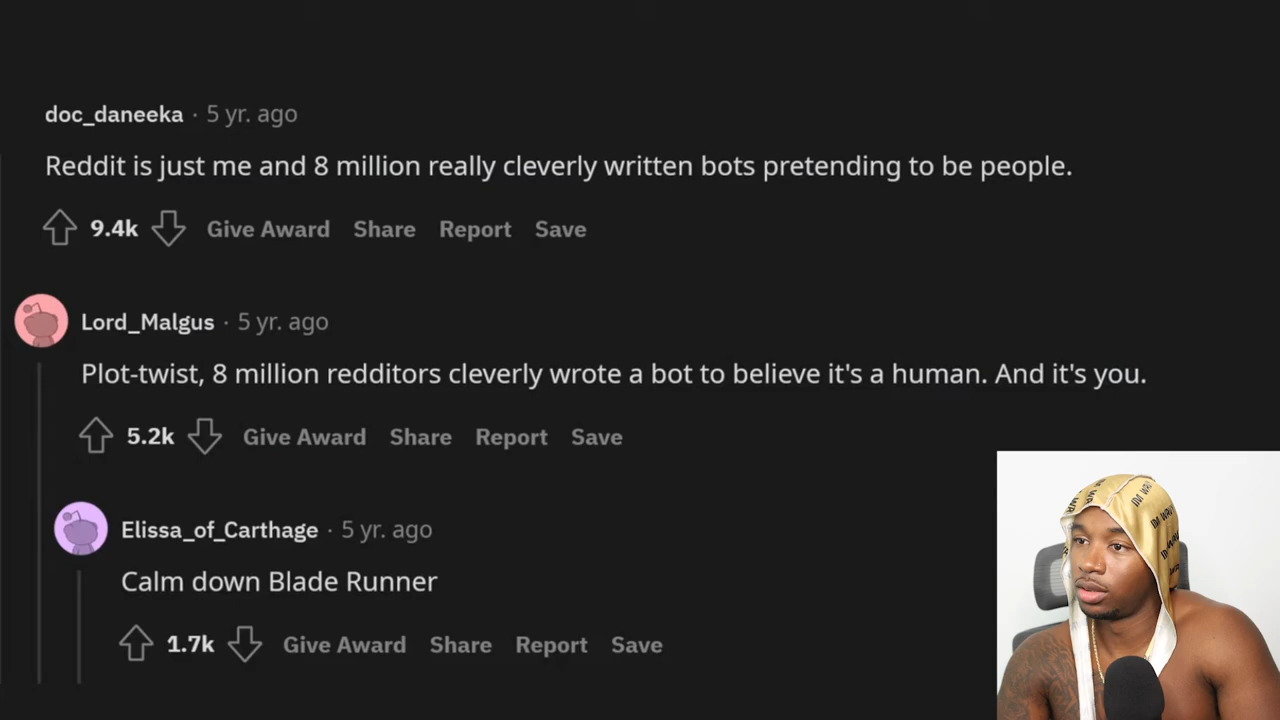 doc_daneeka · 5 yr. ago
Reddit is just me and 8 million really cleverly written bots pretending to be people.
9.4k Give Award Share Report Save
Lord_Malgus · 5 yr. ago
Plot-twist, 8 million redditors cleverly wrote a bot to believe it's a human. And it's you.
5.2k Give Award Share Report Save
Elissa_of_Carthage · 5 yr. ago
Calm down Blade Runner
1.7k Give Award Share Report Save